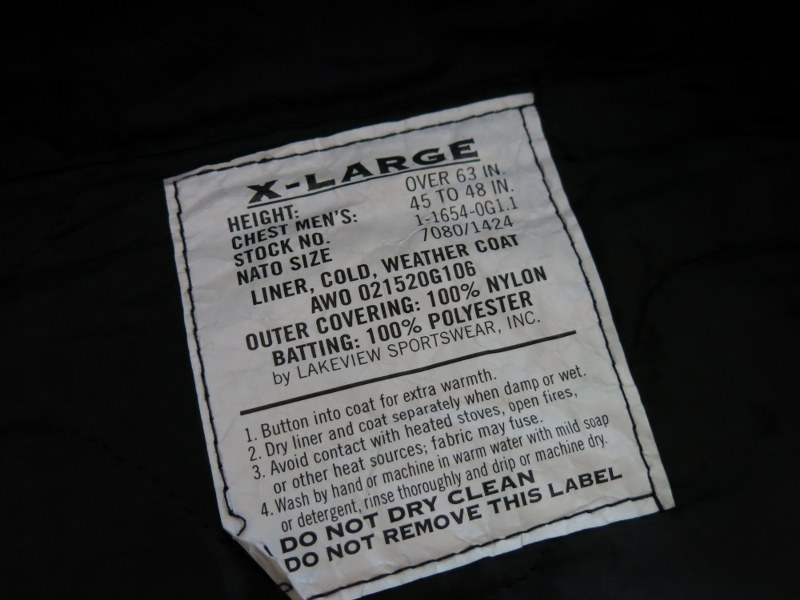 X-LARGE
HEIGHT: OVER 63 IN.
CHEST MEN'S: 45 TO 48 IN.
STOCK NO. 1-1654-0G1.1
NATO SIZE 7080/1424
LINER, COLD, WEATHER COAT
AWO 021520G106
OUTER COVERING: 100% NYLON
BATTING: 100% POLYESTER
by LAKEVIEW SPORTSWEAR, INC.
1. Button into coat for extra warmth.
2. Dry liner and coat separately when damp or wet.
3. Avoid contact with heated stoves, open fires,
or other heat sources; fabric may fuse.
4. Wash by hand or machine in warm water with mild soap
or detergent, rinse thoroughly and drip or machine dry.
DO NOT DRY CLEAN
DO NOT REMOVE THIS LABEL